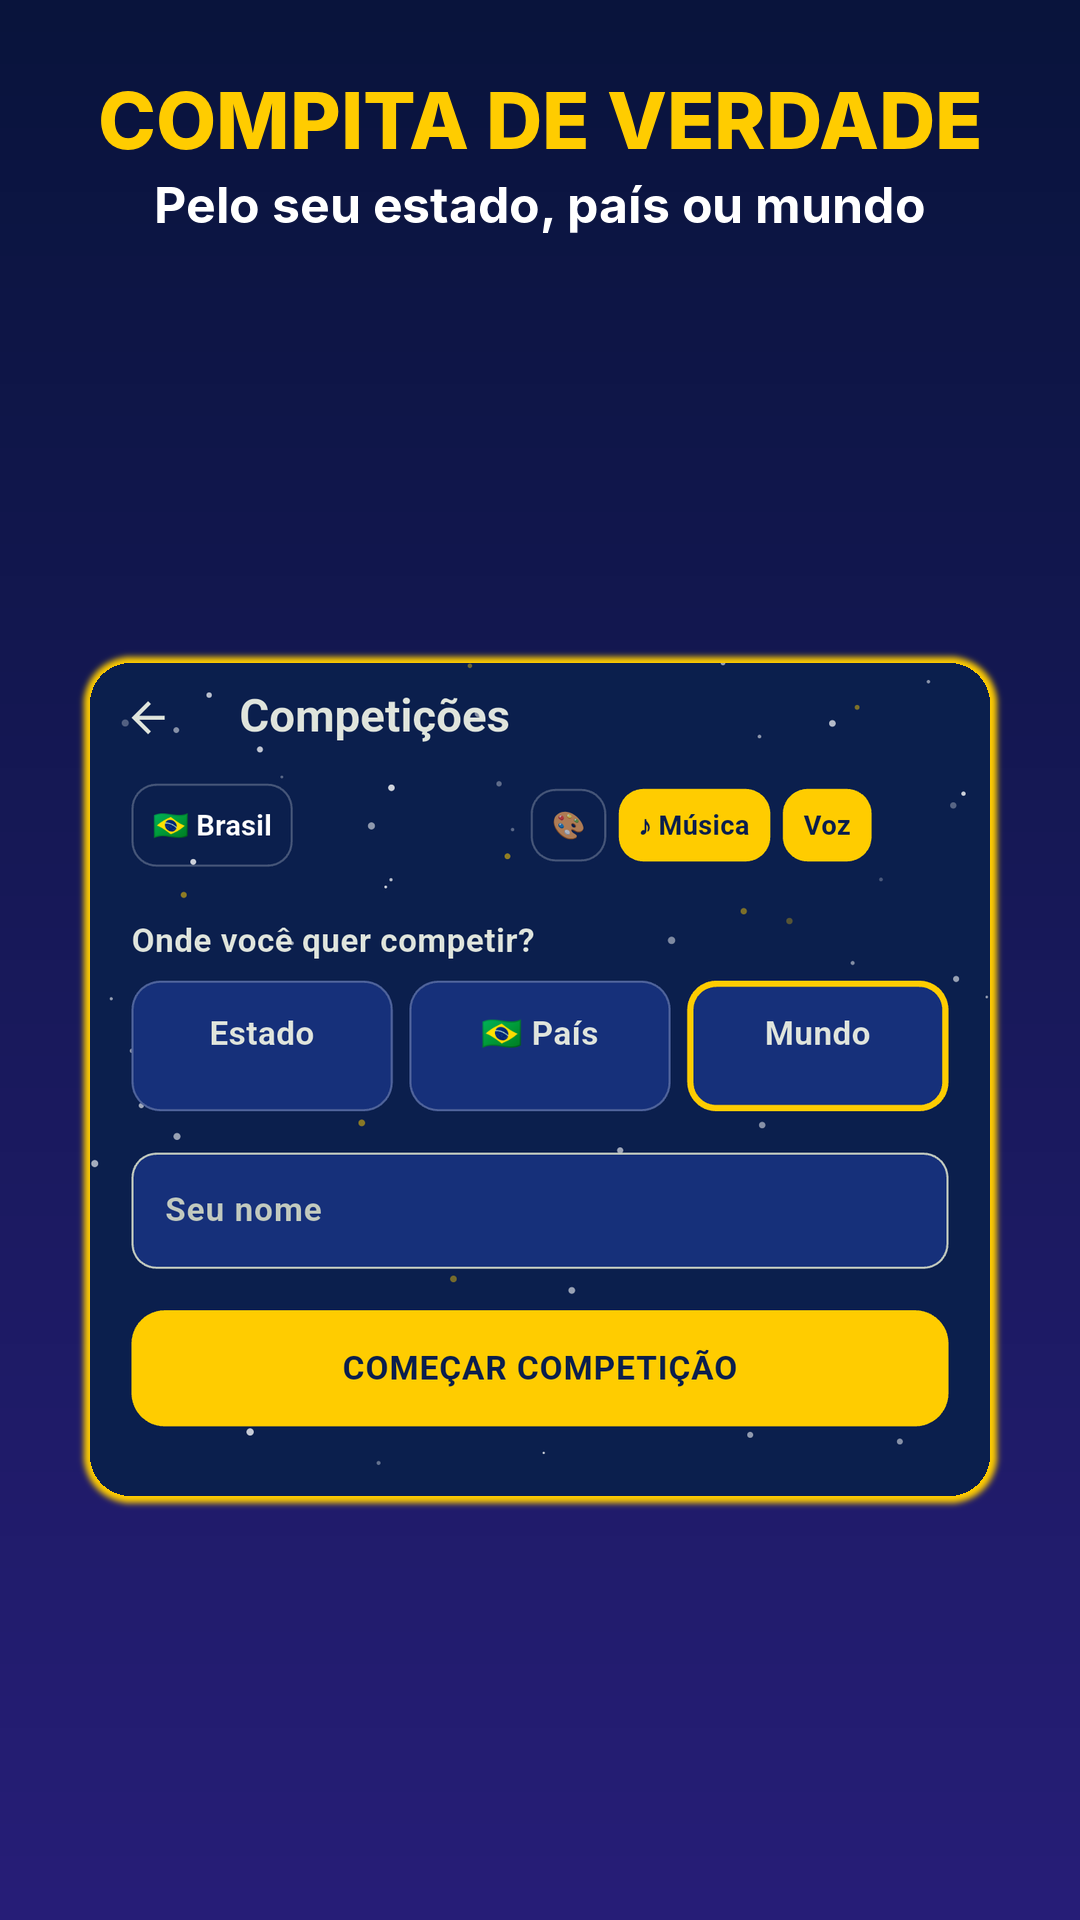 COMPITA DE VERDADE
Pelo seu estado, país ou mundo
Competições
🇧🇷 Brasil
🎨 ♪ Música Voz
Onde você quer competir?
Estado 🇧🇷 País Mundo
Seu nome
COMEÇAR COMPETIÇÃO